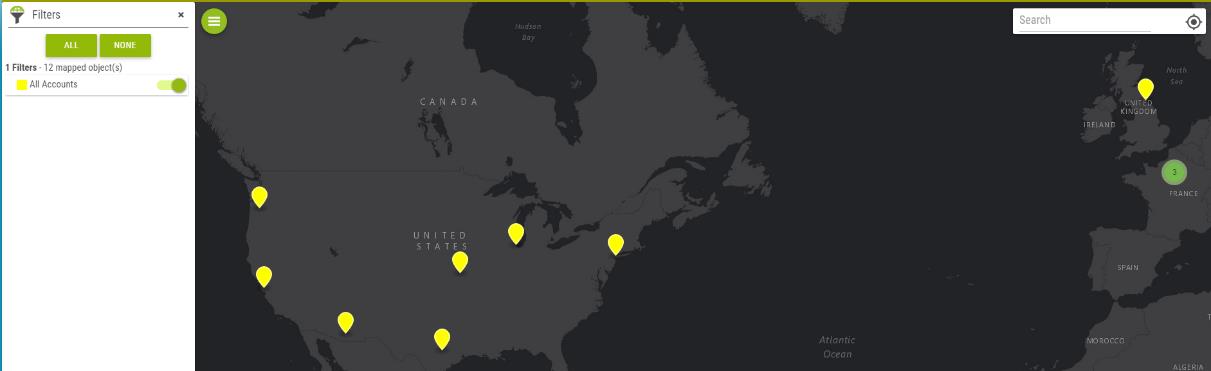 Filters ×
ALL NONE
1 Filters - 12 mapped object(s)
All Accounts
Search
Hudson
Bay
CANADA
UNITED
STATES
North
Sea
UNITED
KINGDOM
IRELAND
3
FRANCE
SPAIN
Atlantic
Ocean
MOROCCO
ALGERIA